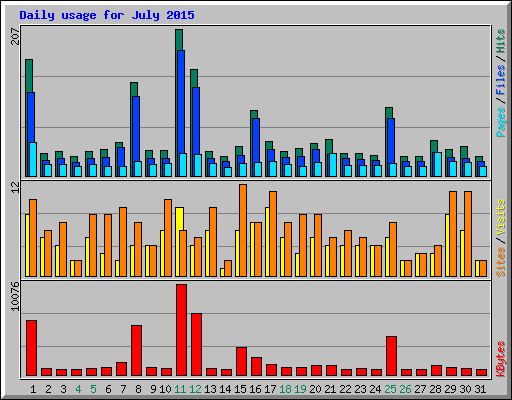 Daily usage for July 2015
207
Pages / Files / Hits
12
Sites / Visits
10076
KBytes
1 2 3 4 5 6 7 8 9 10 11 12 13 14 15 16 17 18 19 20 21 22 23 24 25 26 27 28 29 30 31